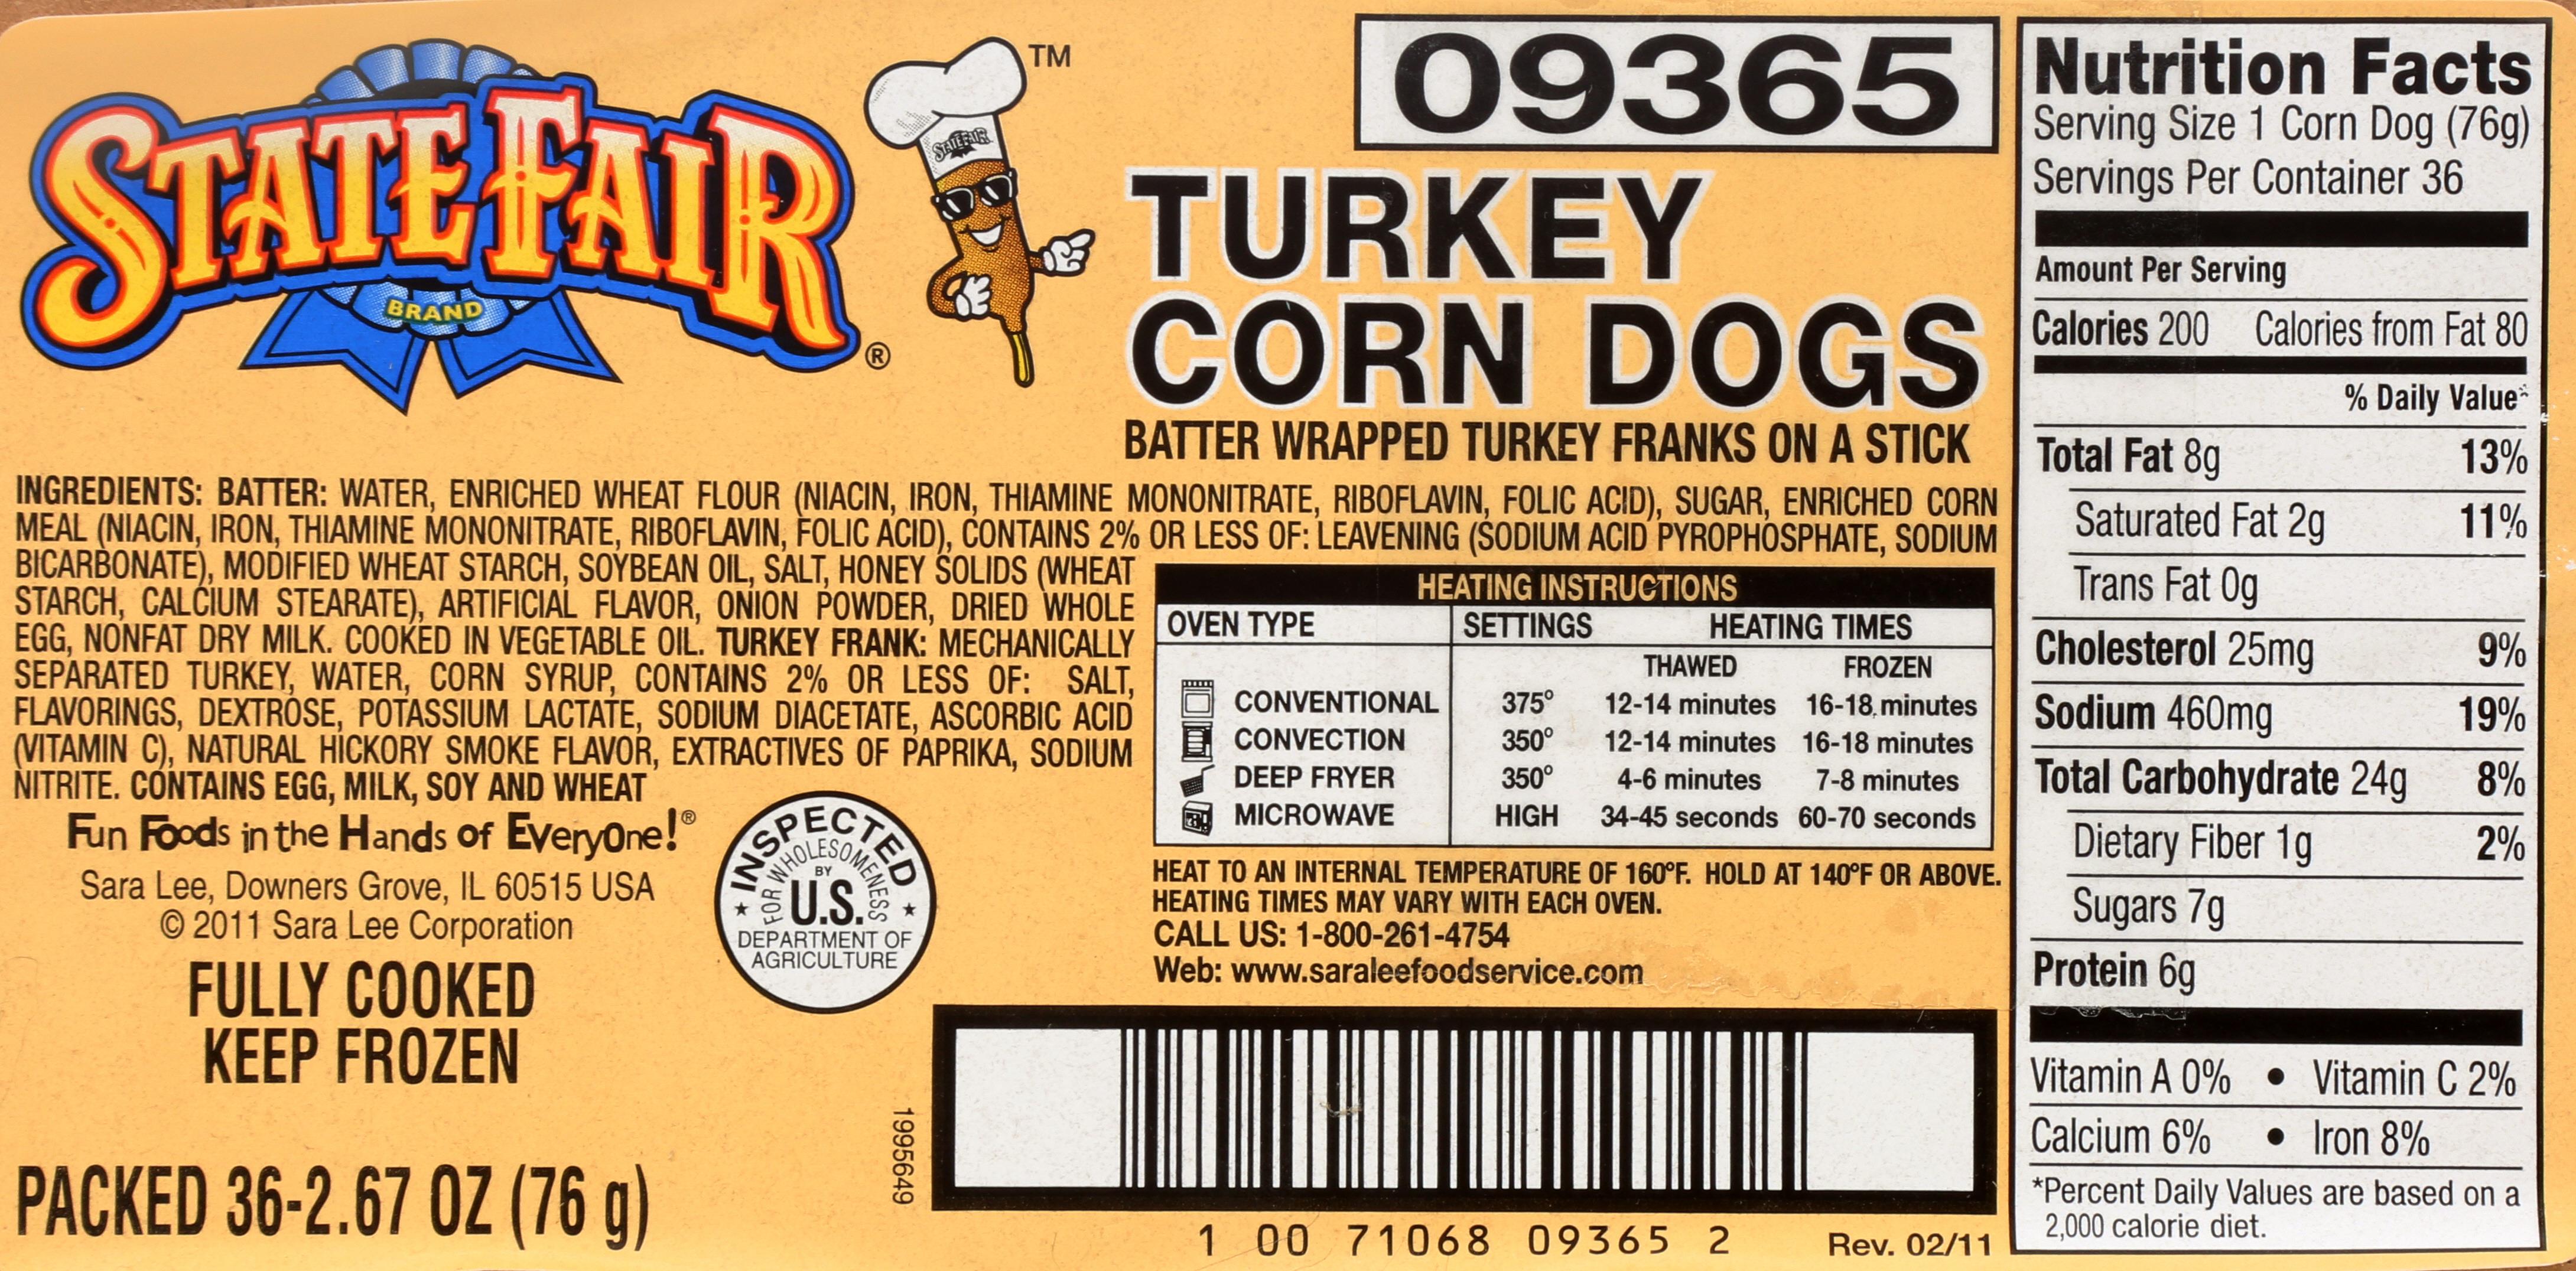 STATE FAIR
BRAND
®
TM
STATE FAIR
09365
TURKEY
CORN DOGS
BATTER WRAPPED TURKEY FRANKS ON A STICK
INGREDIENTS: BATTER: WATER, ENRICHED WHEAT FLOUR (NIACIN, IRON, THIAMINE MONONITRATE, RIBOFLAVIN, FOLIC ACID), SUGAR, ENRICHED CORN
MEAL (NIACIN, IRON, THIAMINE MONONITRATE, RIBOFLAVIN, FOLIC ACID), CONTAINS 2% OR LESS OF: LEAVENING (SODIUM ACID PYROPHOSPHATE, SODIUM
BICARBONATE), MODIFIED WHEAT STARCH, SOYBEAN OIL, SALT, HONEY SOLIDS (WHEAT
STARCH, CALCIUM STEARATE), ARTIFICIAL FLAVOR, ONION POWDER, DRIED WHOLE
EGG, NONFAT DRY MILK. COOKED IN VEGETABLE OIL. TURKEY FRANK: MECHANICALLY
SEPARATED TURKEY, WATER, CORN SYRUP, CONTAINS 2% OR LESS OF: SALT,
FLAVORINGS, DEXTROSE, POTASSIUM LACTATE, SODIUM DIACETATE, ASCORBIC ACID
(VITAMIN C), NATURAL HICKORY SMOKE FLAVOR, EXTRACTIVES OF PAPRIKA, SODIUM
NITRITE. CONTAINS EGG, MILK, SOY AND WHEAT
Fun Foods in the Hands of EveryOne!®
Sara Lee, Downers Grove, IL 60515 USA
© 2011 Sara Lee Corporation
FULLY COOKED
KEEP FROZEN
PACKED 36-2.67 OZ (76 g)
INSPECTED
FOR WHOLESOMENESS
BY
U.S.
DEPARTMENT OF
AGRICULTURE
HEATING INSTRUCTIONS
OVEN TYPE SETTINGS HEATING TIMES
THAWED FROZEN
CONVENTIONAL 375° 12-14 minutes 16-18 minutes
CONVECTION 350° 12-14 minutes 16-18 minutes
DEEP FRYER 350° 4-6 minutes 7-8 minutes
MICROWAVE HIGH 34-45 seconds 60-70 seconds
HEAT TO AN INTERNAL TEMPERATURE OF 160°F. HOLD AT 140°F OR ABOVE.
HEATING TIMES MAY VARY WITH EACH OVEN.
CALL US: 1-800-261-4754
Web: www.saraleefoodservice.com
1995649
1 00 71068 09365 2
Rev. 02/11
Nutrition Facts
Serving Size 1 Corn Dog (76g)
Servings Per Container 36
Amount Per Serving
Calories 200 Calories from Fat 80
% Daily Value*
Total Fat 8g 13%
Saturated Fat 2g 11%
Trans Fat 0g
Cholesterol 25mg 9%
Sodium 460mg 19%
Total Carbohydrate 24g 8%
Dietary Fiber 1g 2%
Sugars 7g
Protein 6g
Vitamin A 0% • Vitamin C 2%
Calcium 6% • Iron 8%
*Percent Daily Values are based on a
2,000 calorie diet.